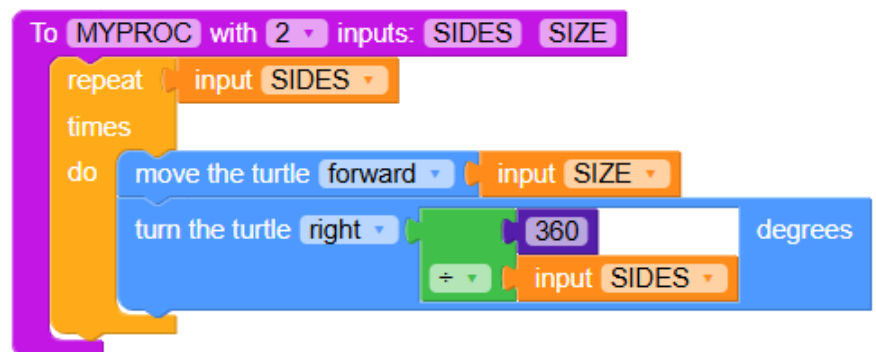 To MYPROC with 2 inputs: SIDES SIZE
repeat input SIDES
times
do move the turtle forward input SIZE
turn the turtle right 360 degrees
÷ input SIDES